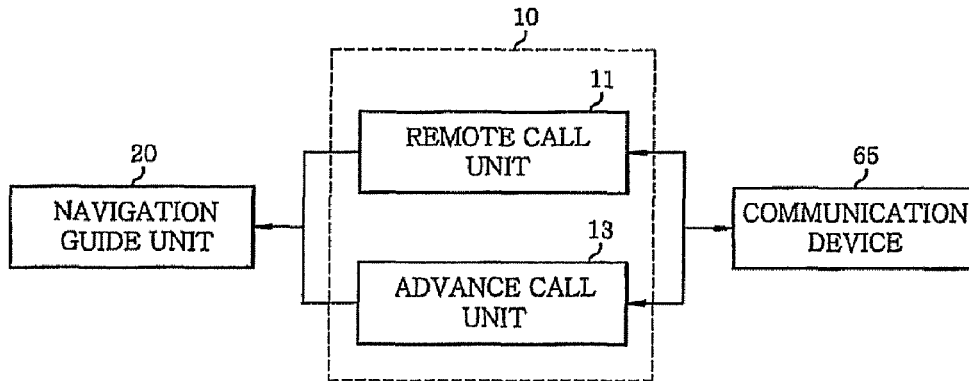 10
11
REMOTE CALL
UNIT
20
NAVIGATION
GUIDE UNIT
65
COMMUNICATION
DEVICE
13
ADVANCE CALL
UNIT